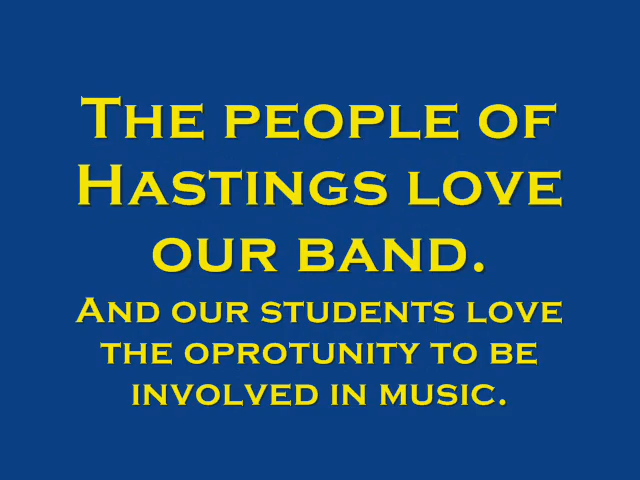 The people of
Hastings love
our band.
And our students love
the oprotunity to be
involved in music.